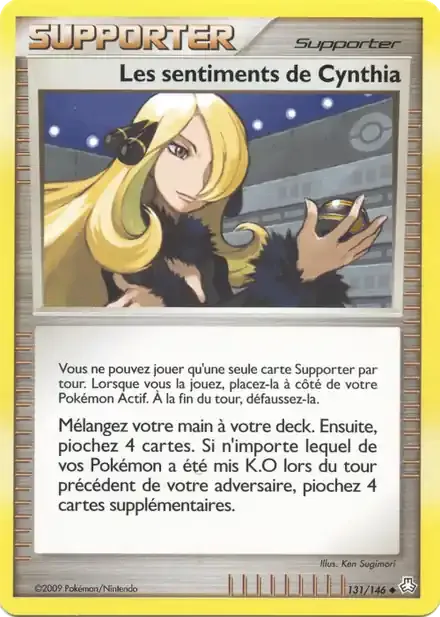 SUPPORTER
Supporter
Les sentiments de Cynthia
Vous ne pouvez jouer qu'une seule carte Supporter par
tour. Lorsque vous la jouez, placez-la à côté de votre
Pokémon Actif. À la fin du tour, défaussez-la.
Mélangez votre main à votre deck. Ensuite,
piochez 4 cartes. Si n'importe lequel de
vos Pokémon a été mis K.O lors du tour
précédent de votre adversaire, piochez 4
cartes supplémentaires.
Illus. Ken Sugimori
©2009 Pokémon/Nintendo
131/146